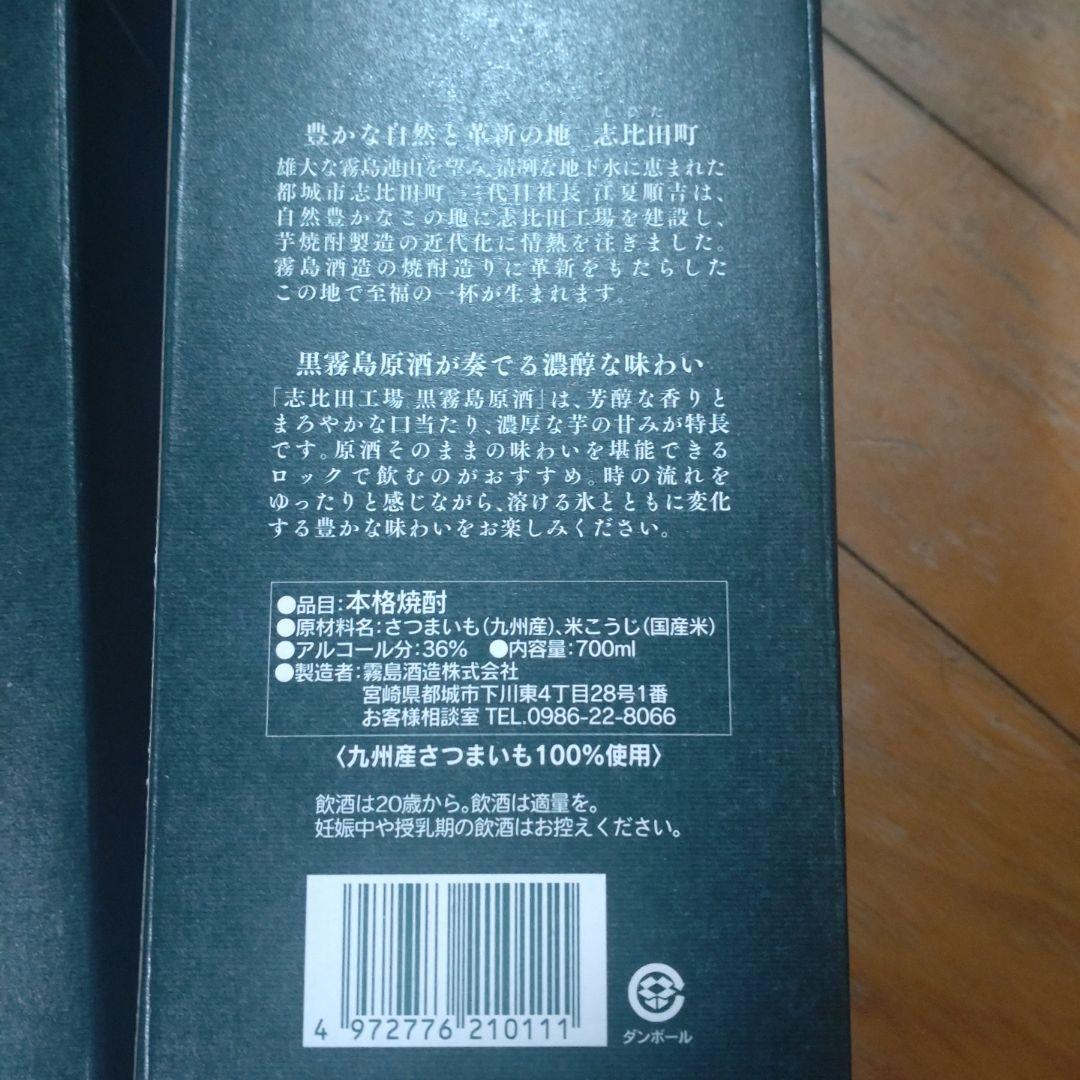 しびた
豊かな自然と革新の地 志比田町
雄大な霧島連山を望み、清冽な地下水に恵まれた
都城市志比田町。二代目社長 江夏順吉は、
自然豊かなこの地に志比田工場を建設し、
芋焼酎製造の近代化に情熱を注ぎました。
霧島酒造の焼酎造りに革新をもたらした
この地で至福の一杯が生まれます。
黒霧島原酒が奏でる濃醇な味わい
「志比田工場 黒霧島原酒」は、芳醇な香りと
まろやかな口当たり、濃厚な芋の甘みが特長
です。原酒そのままの味わいを堪能できる
ロックで飲むのがおすすめ。時の流れを
ゆったりと感じながら、溶ける氷とともに変化
する豊かな味わいをお楽しみください。
●品目:本格焼酎
●原材料名:さつまいも(九州産)、米こうじ(国産米)
●アルコール分:36% ●内容量:700ml
●製造者:霧島酒造株式会社
宮崎県都城市下川東4丁目28号1番
お客様相談室 TEL.0986-22-8066
〈九州産さつまいも100%使用〉
飲酒は20歳から。飲酒は適量を。
妊娠中や授乳期の飲酒はお控えください。
4 972776 210111
ダンボール